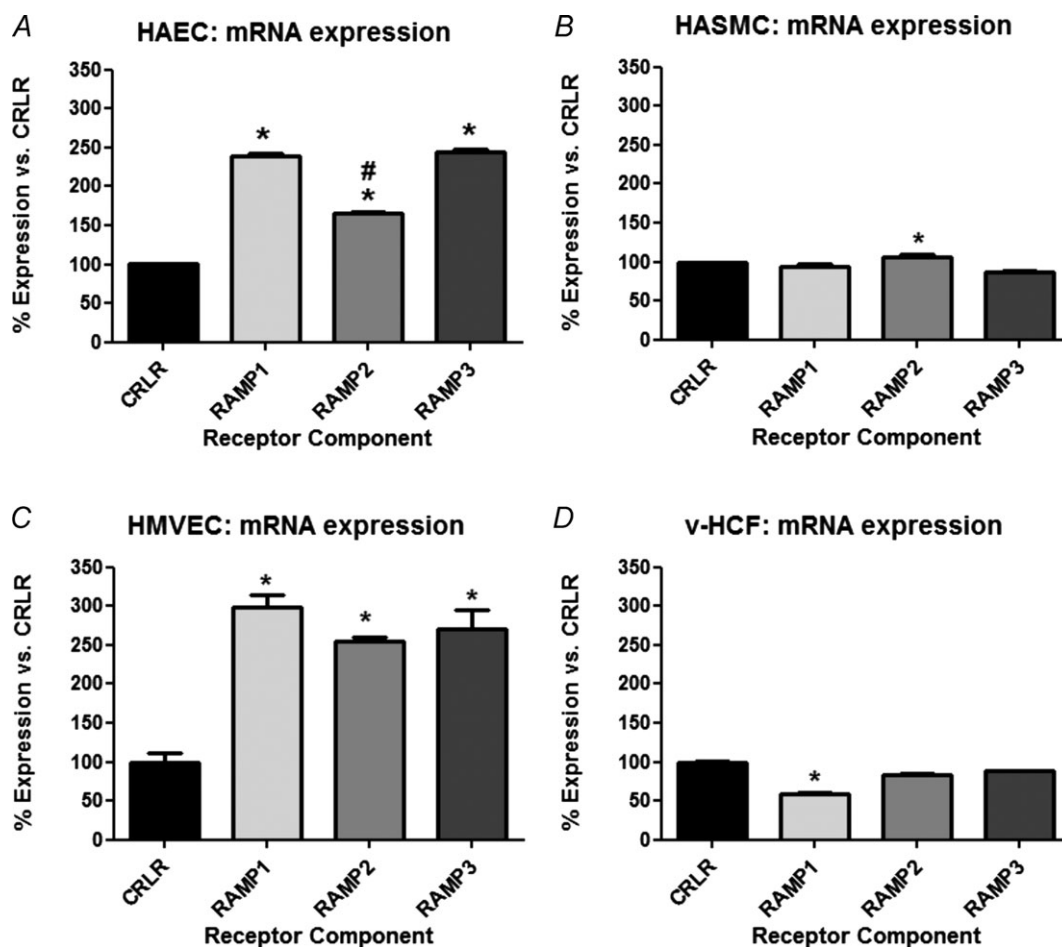 A
HAEC: mRNA expression
% Expression vs. CRLR
350
300
250
200
150
100
50
0
*
#
*
*
CRLR
RAMP1
RAMP2
RAMP3
Receptor Component
B
HASMC: mRNA expression
% Expression vs. CRLR
350
300
250
200
150
100
50
0
*
CRLR
RAMP1
RAMP2
RAMP3
Receptor Component
C
HMVEC: mRNA expression
% Expression vs. CRLR
350
300
250
200
150
100
50
0
*
*
*
CRLR
RAMP1
RAMP2
RAMP3
Receptor Component
D
v-HCF: mRNA expression
% Expression vs. CRLR
350
300
250
200
150
100
50
0
*
CRLR
RAMP1
RAMP2
RAMP3
Receptor Component